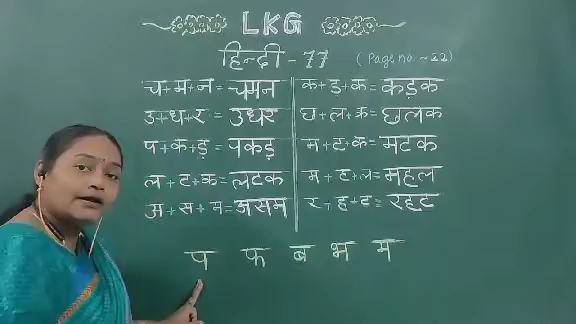 LKG
हिन्दी - 77 (Page no. ~ 22)
च+म+न = चमन
उ+ध+र = उधर
प+क+ड़ = पकड़
ल+ट+क = लटक
अ+स+म = असम
क+ड़+क = कड़क
छ+ल+क = छलक
म+ट+क = मटक
म+ह+ल = महल
र+ह+ट = रहट
प फ ब भ म